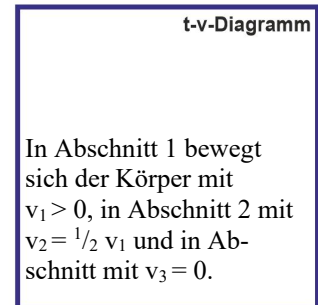 t-v-Diagramm
In Abschnitt 1 bewegt
sich der Körper mit
v₁ > 0, in Abschnitt 2 mit
v₂ = ¹/₂ v₁ und in Ab-
schnitt mit v₃ = 0.